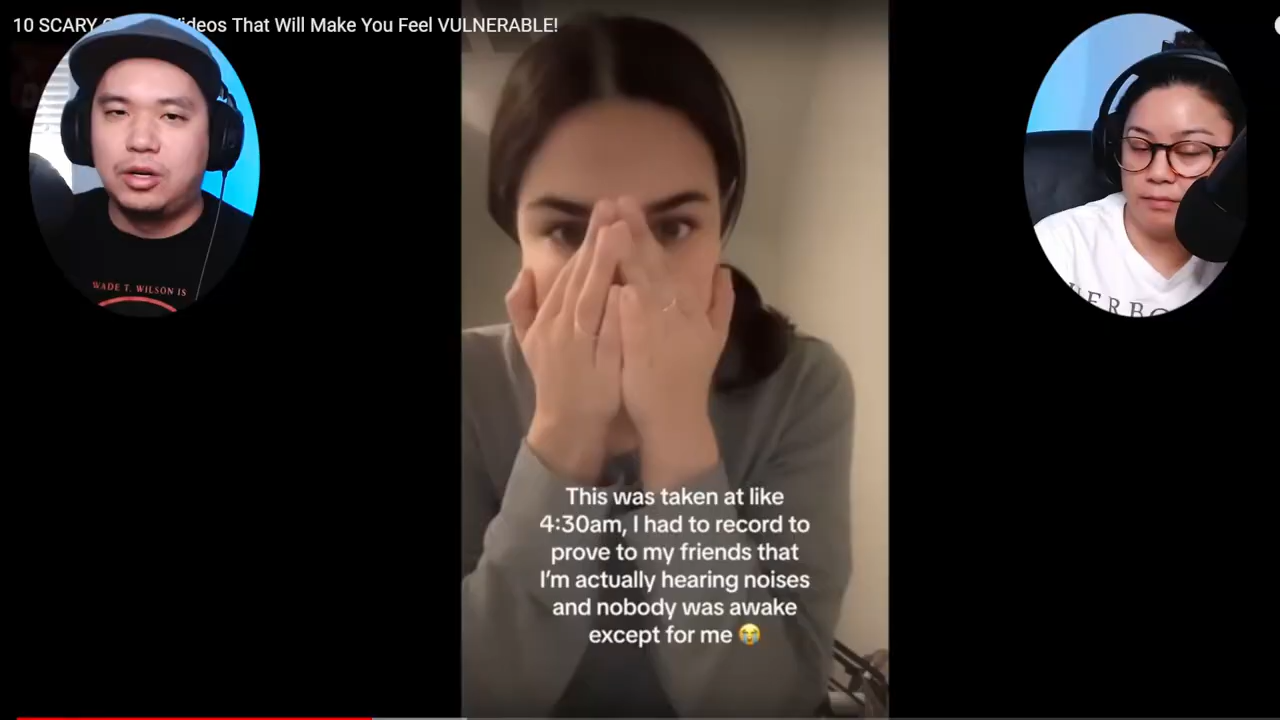 10 SCARY ideos That Will Make You Feel VULNERABLE!
WADE T. WILSON IS
This was taken at like
4:30am, I had to record to
prove to my friends that
I'm actually hearing noises
and nobody was awake
except for me 😭